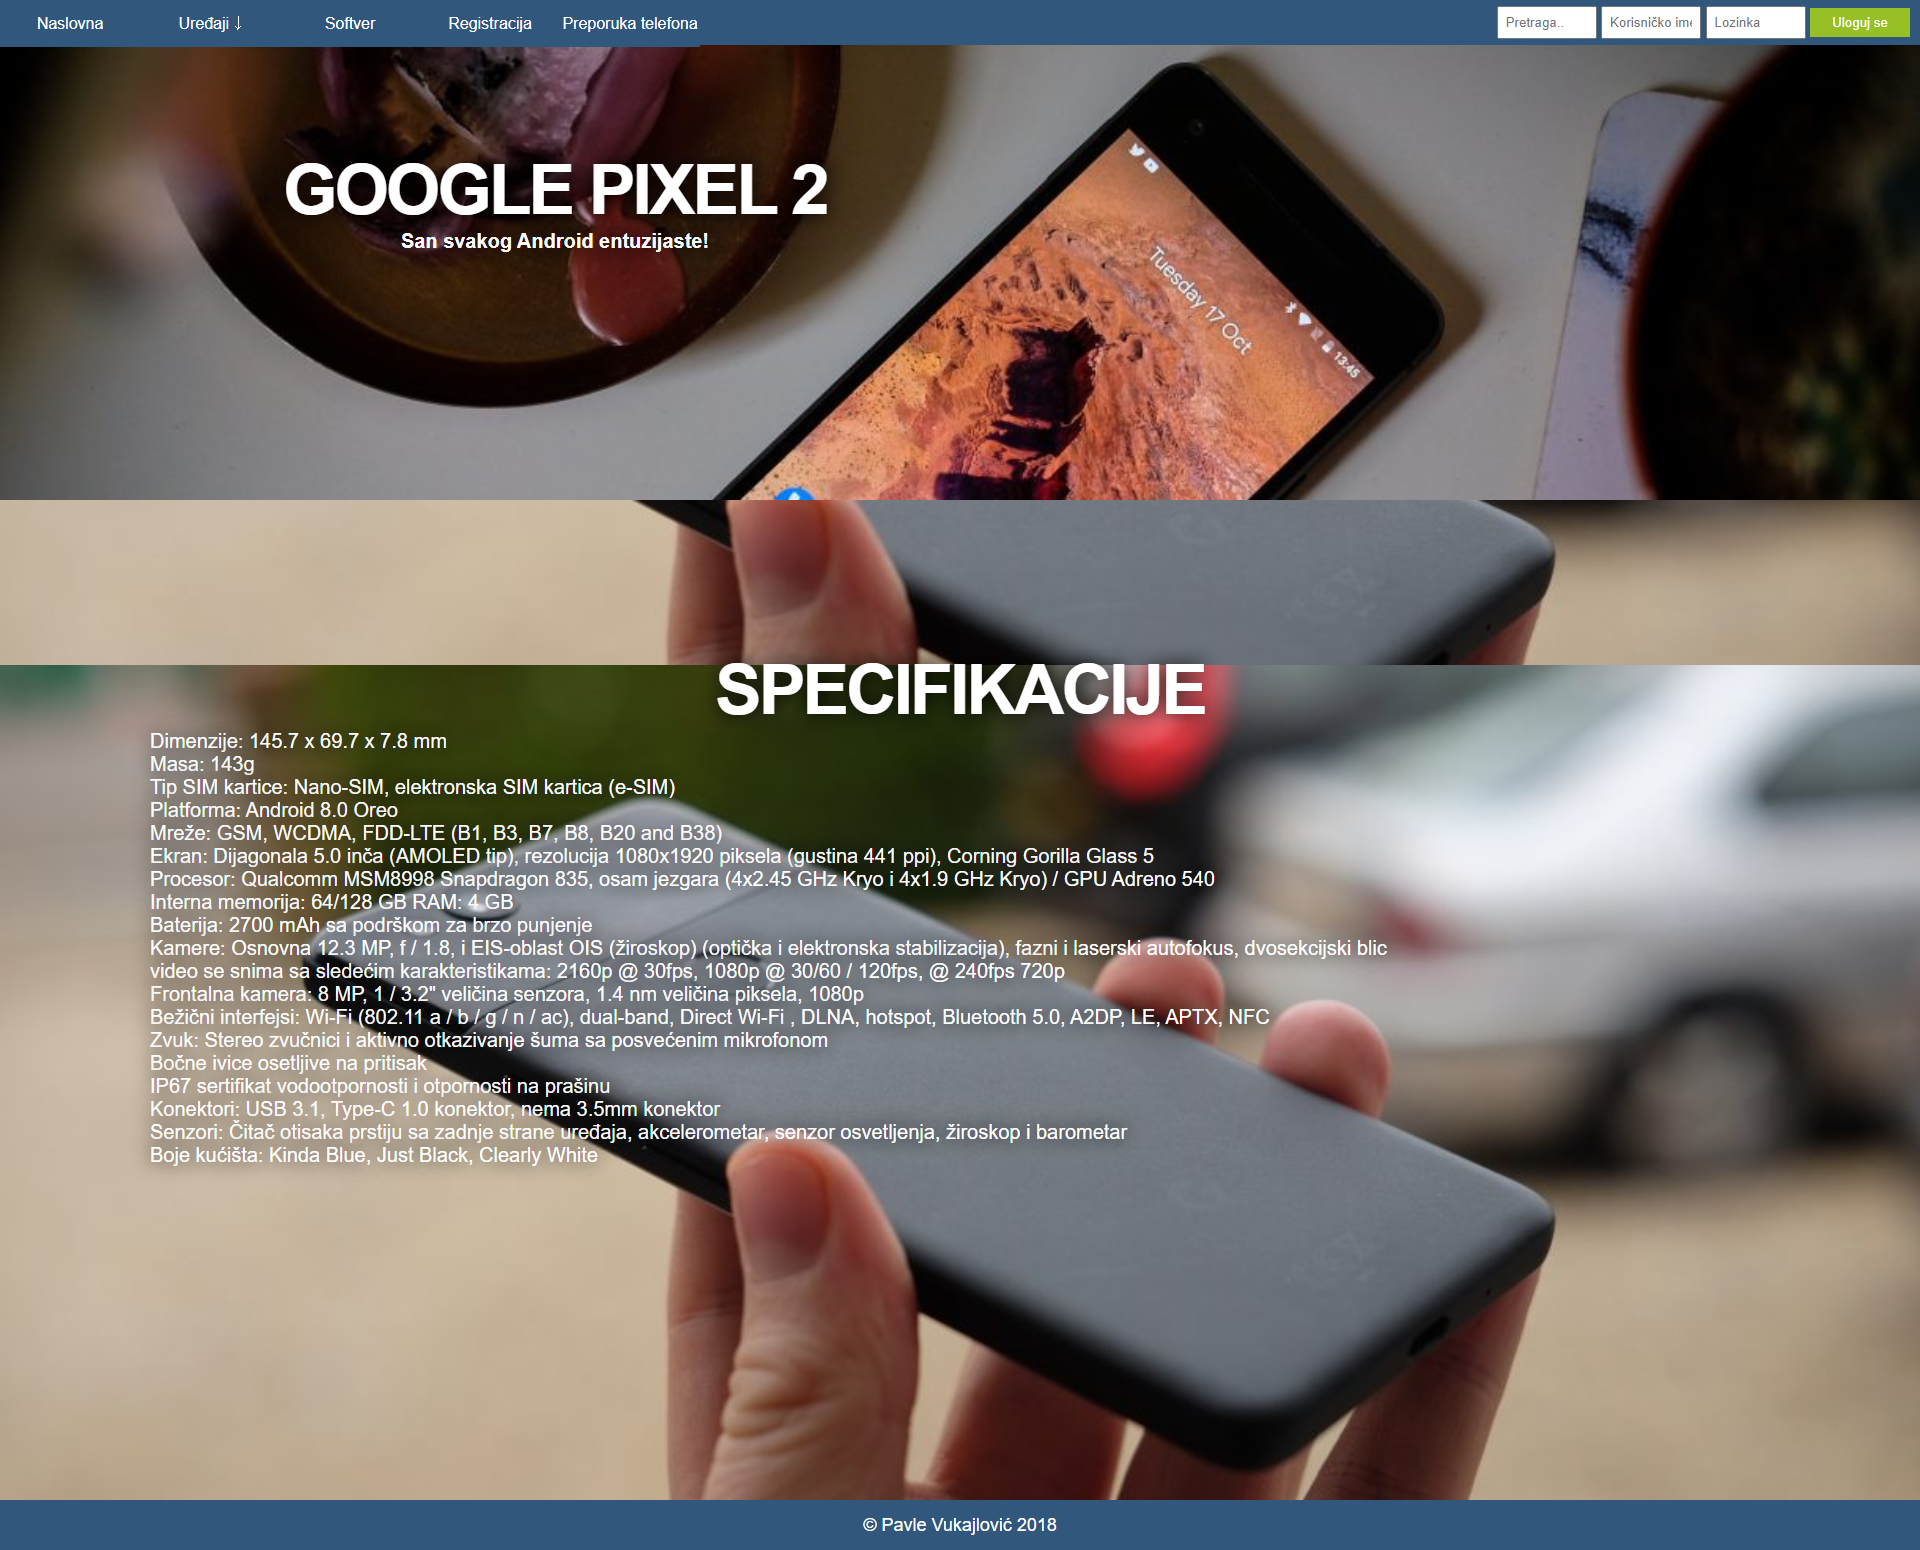 Naslovna
Uređaji ↓
Softver
Registracija
Preporuka telefona
Pretraga..
Korisničko ime
Lozinka
Uloguj se
GOOGLE PIXEL 2
San svakog Android entuzijaste!
Tuesday 17 Oct
13:45
SPECIFIKACIJE
Dimenzije: 145.7 x 69.7 x 7.8 mm
Masa: 143g
Tip SIM kartice: Nano-SIM, elektronska SIM kartica (e-SIM)
Platforma: Android 8.0 Oreo
Mreže: GSM, WCDMA, FDD-LTE (B1, B3, B7, B8, B20 and B38)
Ekran: Dijagonala 5.0 inča (AMOLED tip), rezolucija 1080x1920 piksela (gustina 441 ppi), Corning Gorilla Glass 5
Procesor: Qualcomm MSM8998 Snapdragon 835, osam jezgara (4x2.45 GHz Kryo i 4x1.9 GHz Kryo) / GPU Adreno 540
Interna memorija: 64/128 GB RAM: 4 GB
Baterija: 2700 mAh sa podrškom za brzo punjenje
Kamere: Osnovna 12.3 MP, f / 1.8, i EIS-oblast OIS (žiroskop) (optička i elektronska stabilizacija), fazni i laserski autofokus, dvosekcijski blic
video se snima sa sledećim karakteristikama: 2160p @ 30fps, 1080p @ 30/60 / 120fps, @ 240fps 720p
Frontalna kamera: 8 MP, 1 / 3.2" veličina senzora, 1.4 nm veličina piksela, 1080p
Bežični interfejsi: Wi-Fi (802.11 a / b / g / n / ac), dual-band, Direct Wi-Fi , DLNA, hotspot, Bluetooth 5.0, A2DP, LE, APTX, NFC
Zvuk: Stereo zvučnici i aktivno otkazivanje šuma sa posvećenim mikrofonom
Bočne ivice osetljive na pritisak
IP67 sertifikat vodootpornosti i otpornosti na prašinu
Konektori: USB 3.1, Type-C 1.0 konektor, nema 3.5mm konektor
Senzori: Čitač otisaka prstiju sa zadnje strane uređaja, akcelerometar, senzor osvetljenja, žiroskop i barometar
Boje kućišta: Kinda Blue, Just Black, Clearly White
© Pavle Vukajlović 2018